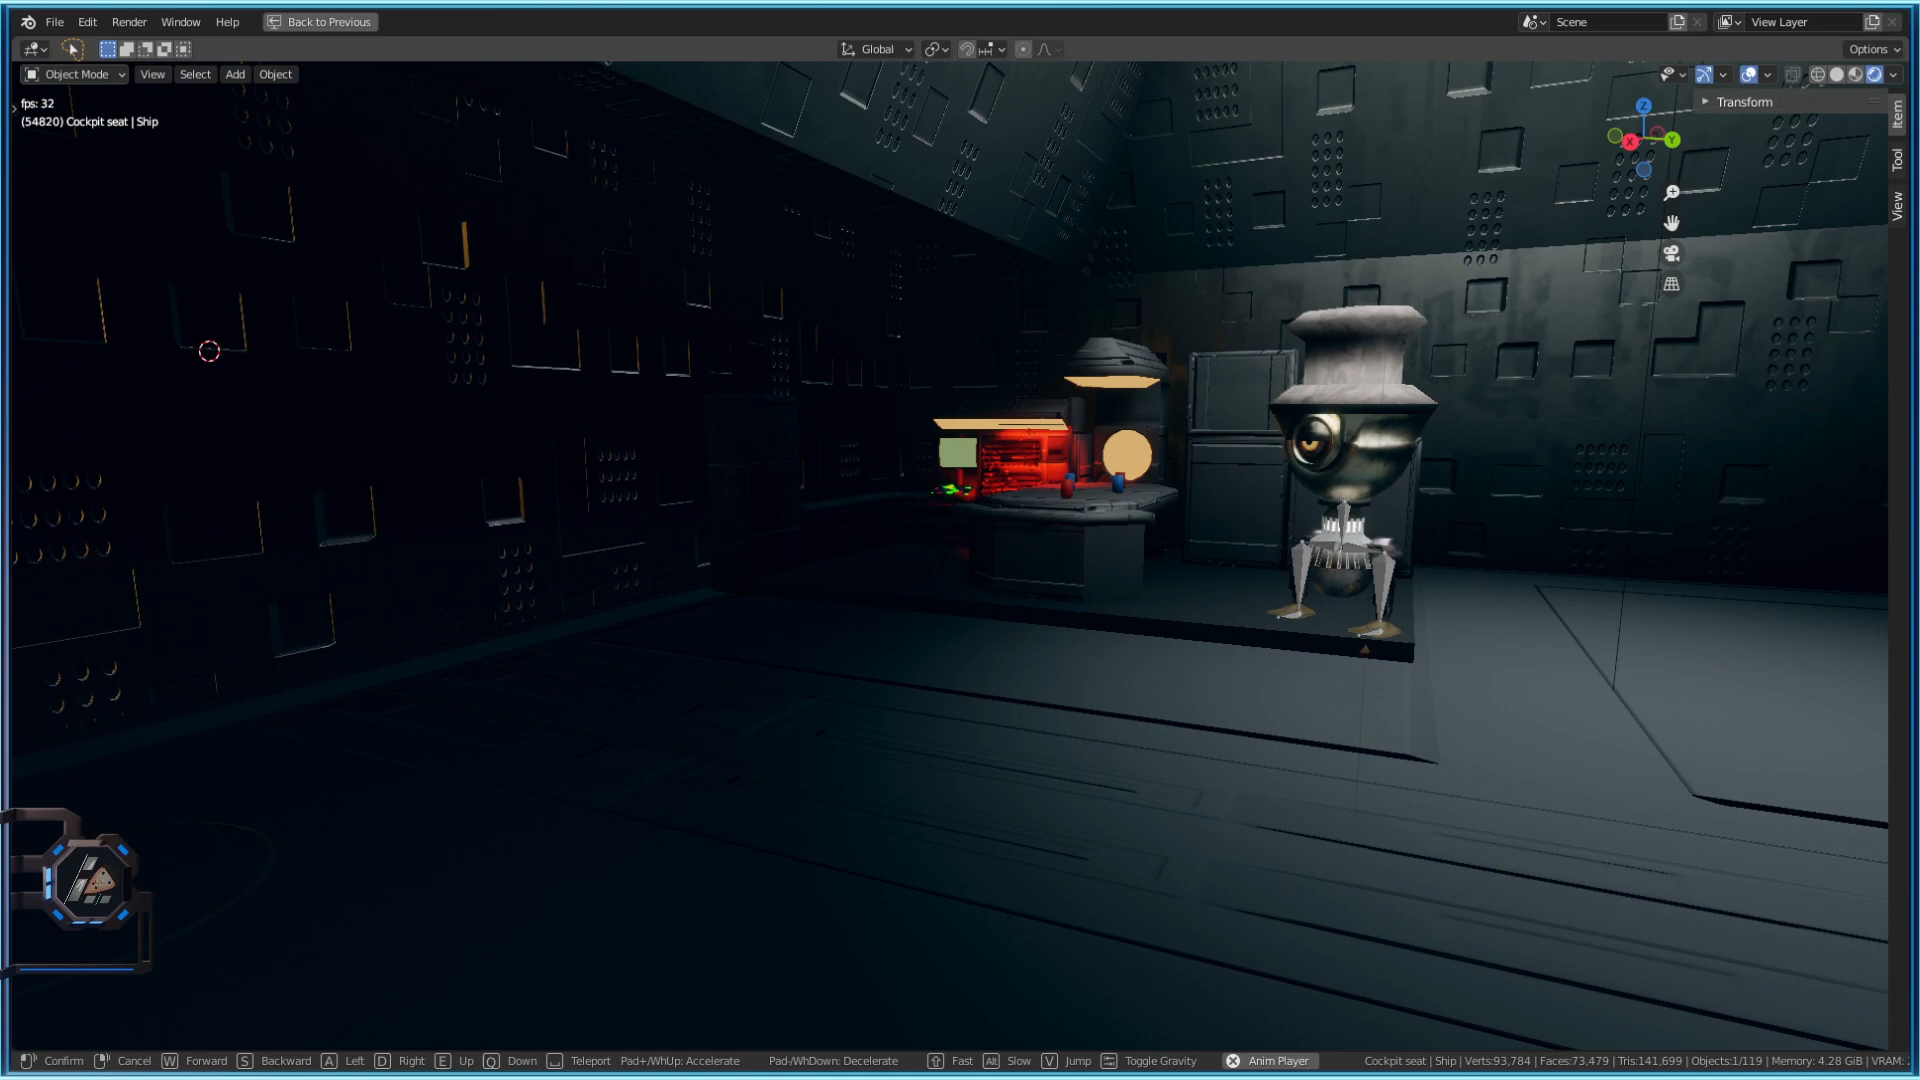 File Edit Render Window Help Back to Previous Scene View Layer
Global Options
Object Mode View Select Add Object
fps: 32
(54820) Cockpit seat | Ship
Transform
Item
Tool
View
Z
X
Y
Confirm Cancel W Forward S Backward A Left D Right E Up Q Down Teleport Pad+/WhUp: Accelerate Pad-/WhDown: Decelerate Fast Alt Slow V Jump Toggle Gravity Anim Player Cockpit seat | Ship | Verts:93,784 | Faces:73,479 | Tris:141,699 | Objects:1/119 | Memory: 4.28 GiB | VRAM: